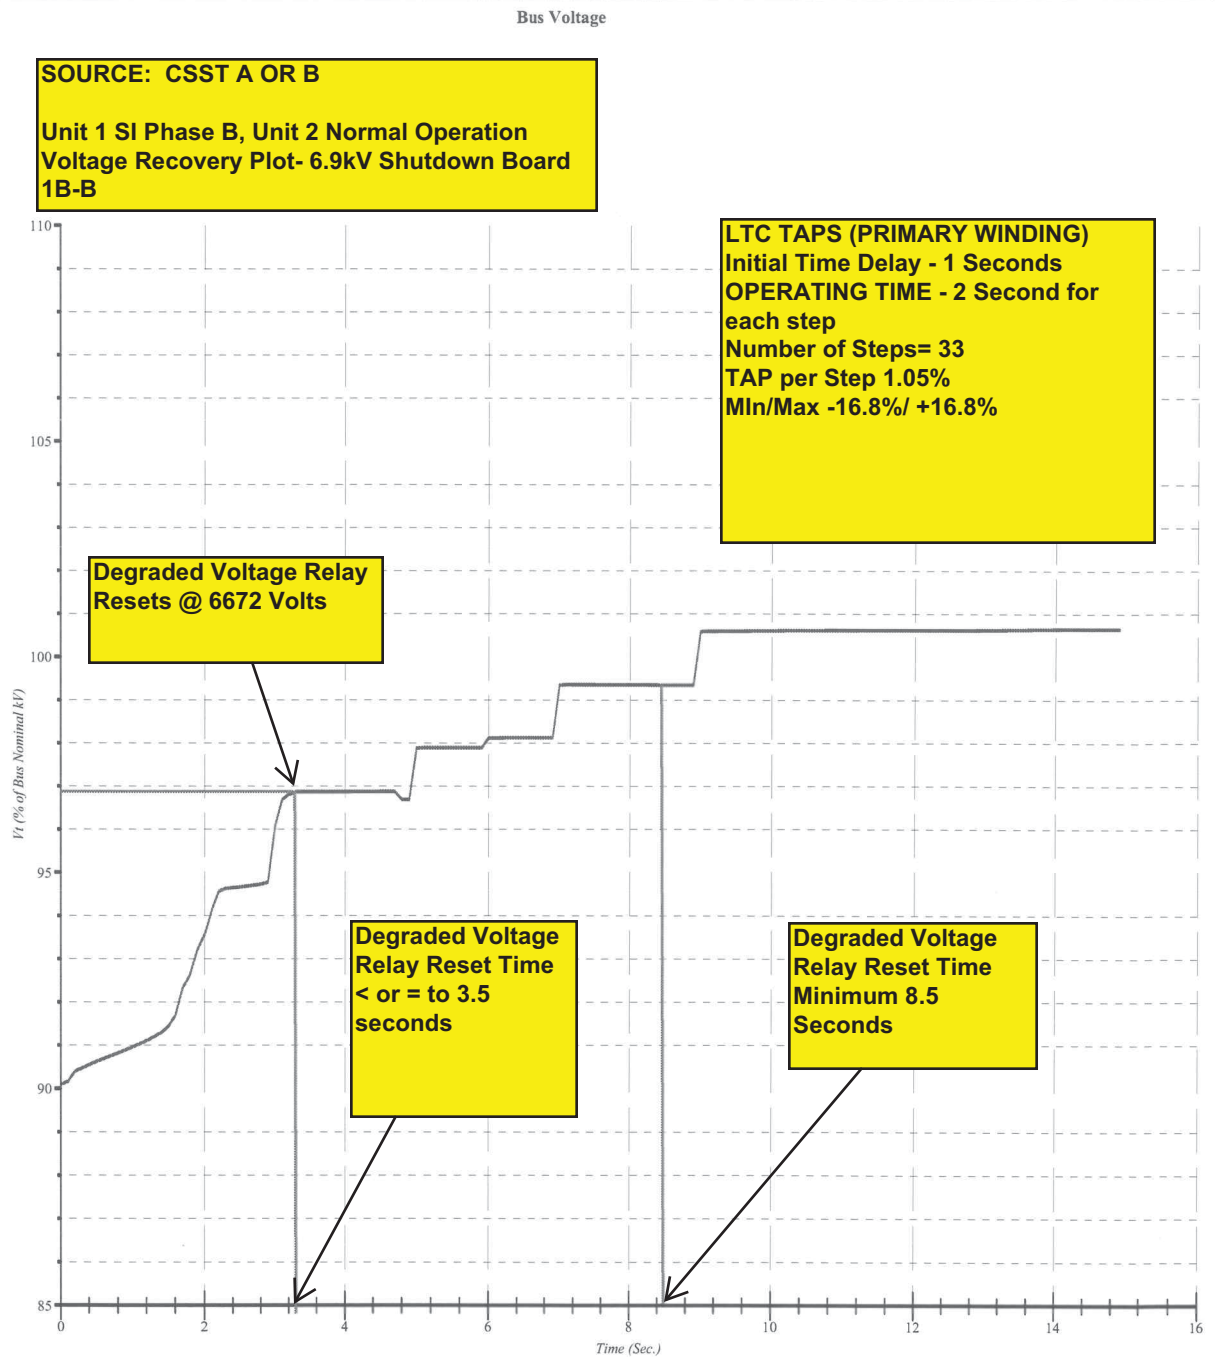 Bus Voltage
SOURCE:  CSST A OR B
Unit 1 SI Phase B, Unit 2 Normal Operation
Voltage Recovery Plot- 6.9kV Shutdown Board
1B-B
LTC TAPS (PRIMARY WINDING)
Initial Time Delay - 1 Seconds
OPERATING TIME - 2 Second for
each step
Number of Steps= 33
TAP per Step 1.05%
MIn/Max -16.8%/ +16.8%
Degraded Voltage Relay
Resets @ 6672 Volts
Degraded Voltage
Relay Reset Time
< or = to 3.5
seconds
Degraded Voltage
Relay Reset Time
Minimum 8.5
Seconds
Vt (% of Bus Nominal kV)
110
105
100
95
90
85
0 2 4 6 8 10 12 14 16
Time (Sec.)